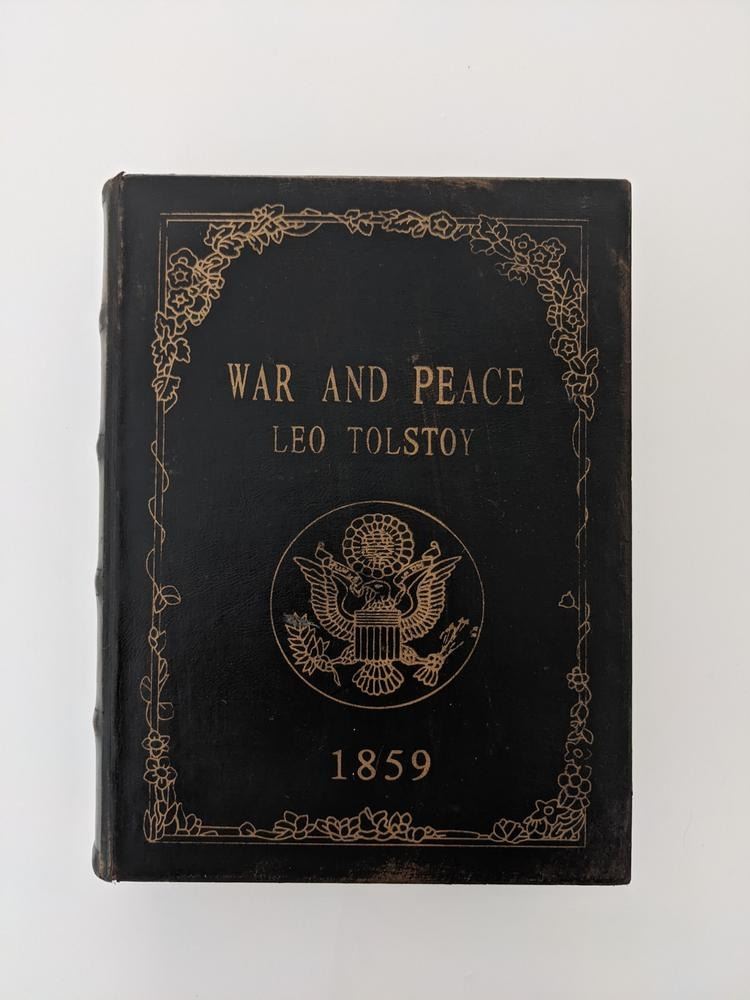 WAR AND PEACE
LEO TOLSTOY
1859